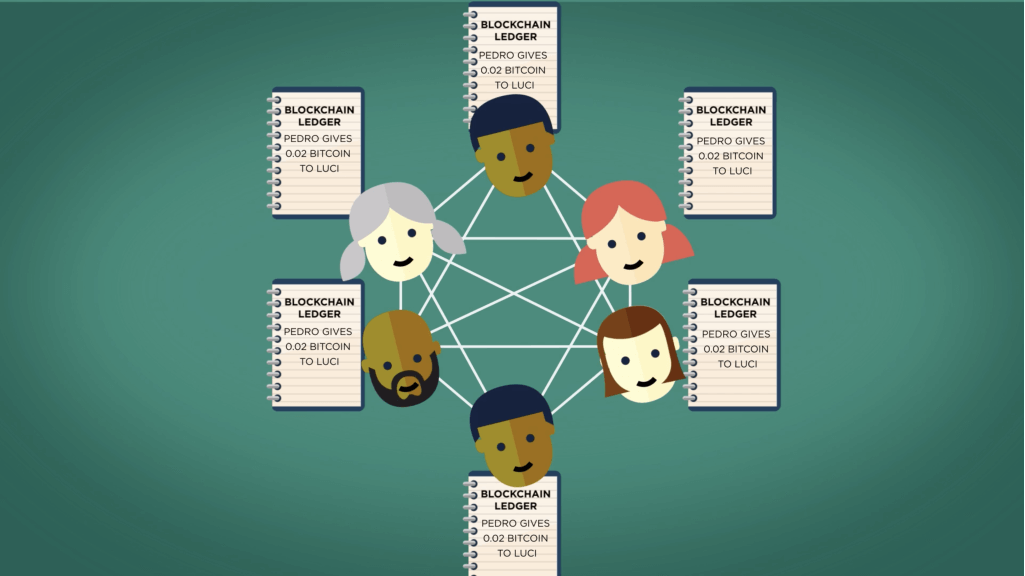 BLOCKCHAIN
LEDGER
PEDRO GIVES
0.02 BITCOIN
TO LUCI
BLOCKCHAIN
LEDGER
PEDRO GIVES
0.02 BITCOIN
TO LUCI
BLOCKCHAIN
LEDGER
PEDRO GIVES
0.02 BITCOIN
TO LUCI
BLOCKCHAIN
LEDGER
PEDRO GIVES
0.02 BITCOIN
TO LUCI
BLOCKCHAIN
LEDGER
PEDRO GIVES
0.02 BITCOIN
TO LUCI
BLOCKCHAIN
LEDGER
PEDRO GIVES
0.02 BITCOIN
TO LUCI